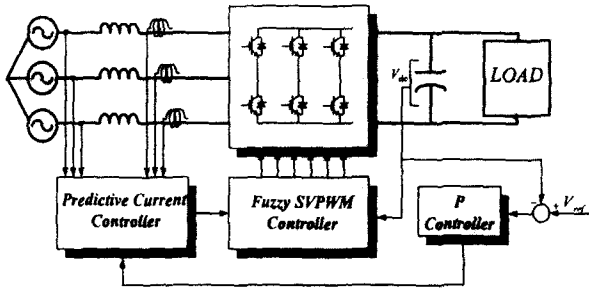 V_dc
LOAD
Predictive Current
Controller
Fuzzy SVPWM
Controller
P
Controller
- + V_ref